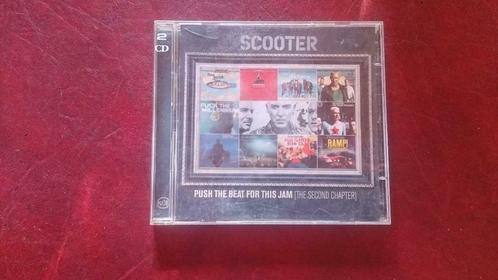 2
CD
SCOOTER
FUCK THE
MILLENNIUM
RAMP!
PUSH THE BEAT FOR THIS JAM [THE SECOND CHAPTER]